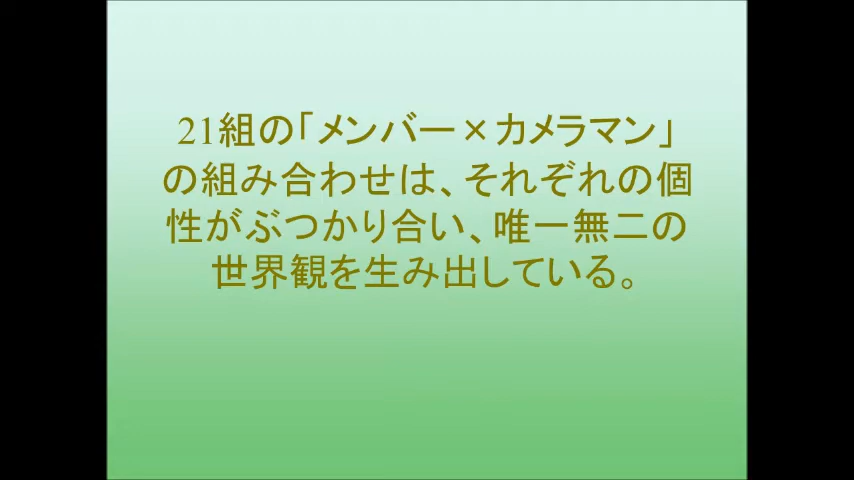 21組の「メンバー×カメラマン」
の組み合わせは、それぞれの個
性がぶつかり合い、唯一無二の
世界観を生み出している。